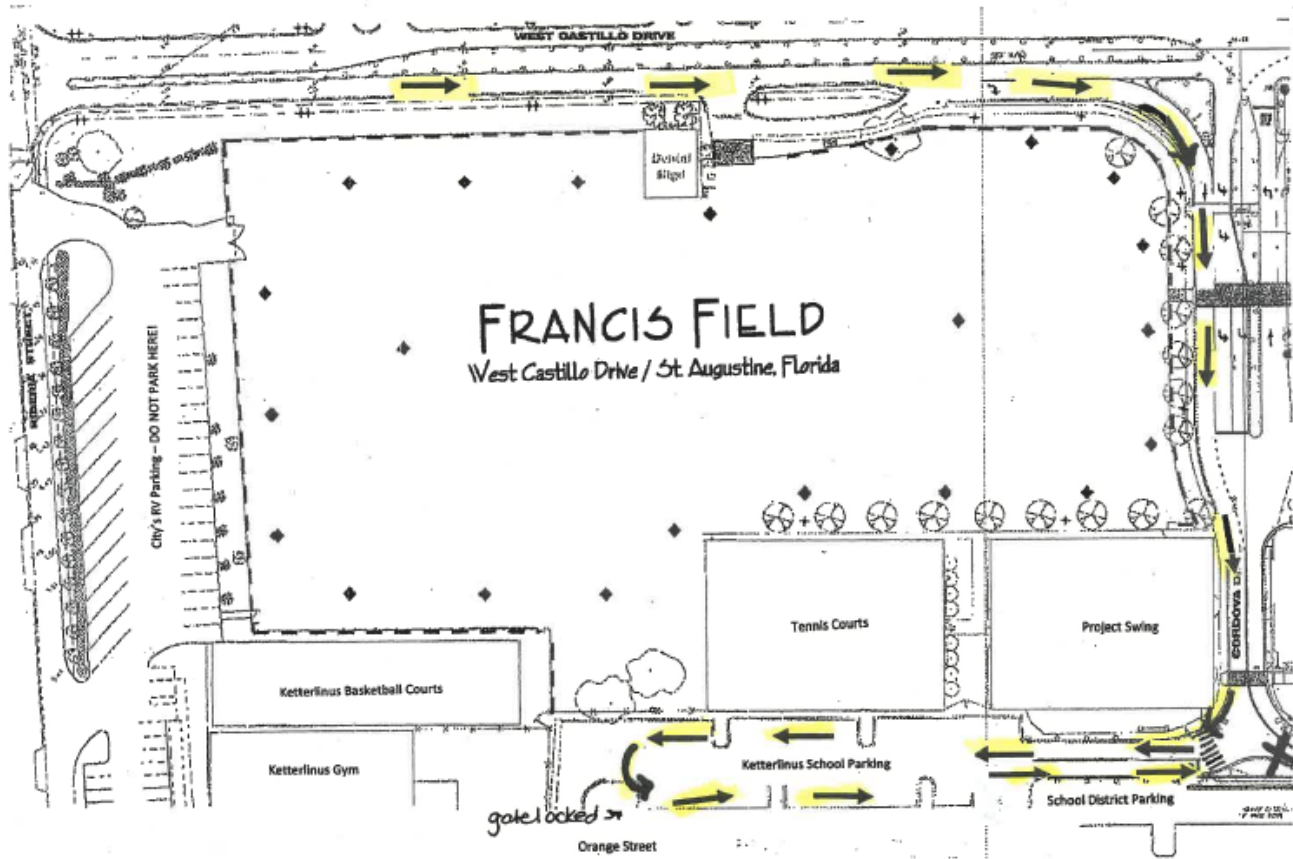 WEST CASTILLO DRIVE
FRANCIS FIELD
West Castillo Drive / St. Augustine, Florida
RIBERIA STREET
City's RV Parking – DO NOT PARK HERE!
Tennis Courts
Project Swing
CORDOVA
Ketterlinus Basketball Courts
Ketterlinus Gym
Ketterlinus School Parking
School District Parking
gate locked
Orange Street